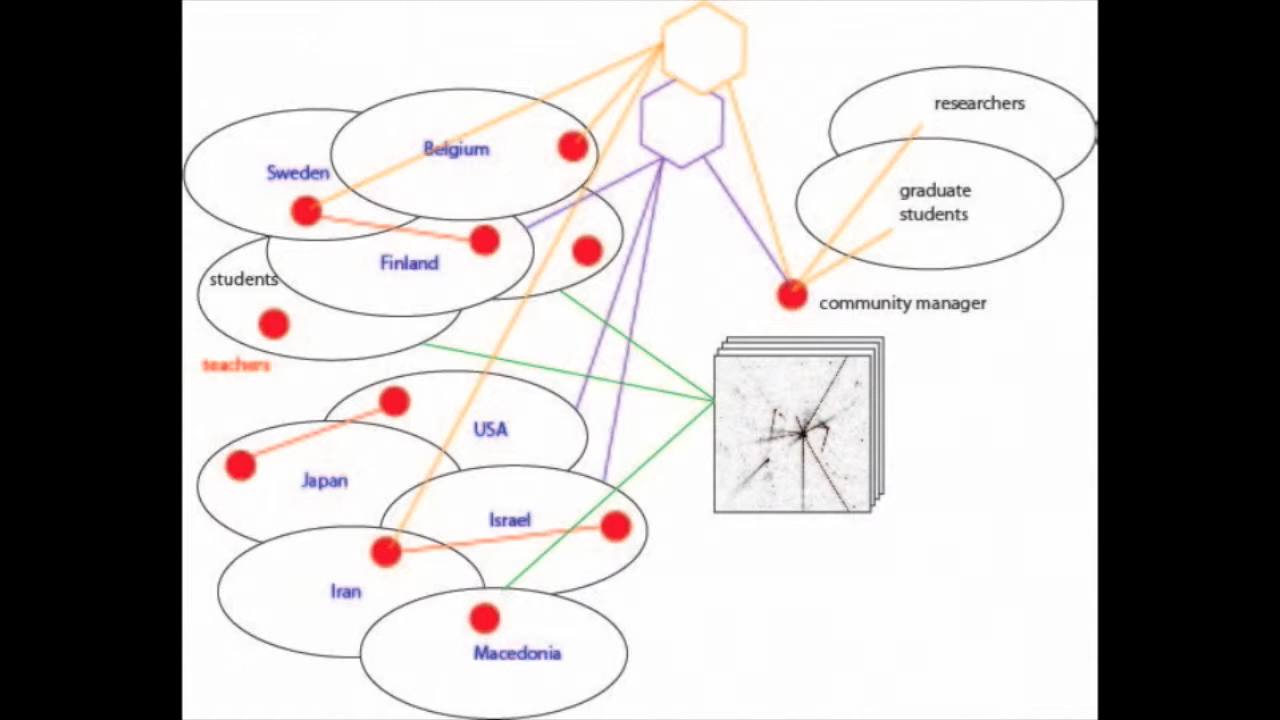 researchers
Belgium
Sweden
graduate
students
Finland
students
community manager
teachers
USA
Japan
Israel
Iran
Macedonia